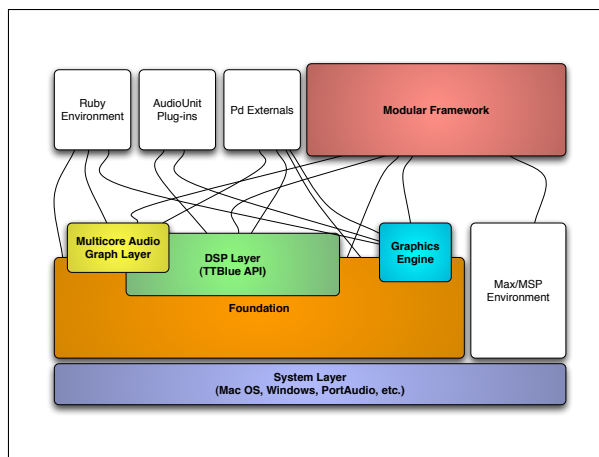 Ruby
Environment
AudioUnit
Plug-ins
Pd Externals
Modular Framework
Multicore Audio
Graph Layer
DSP Layer
(TTBlue API)
Graphics
Engine
Max/MSP
Environment
Foundation
System Layer
(Mac OS, Windows, PortAudio, etc.)